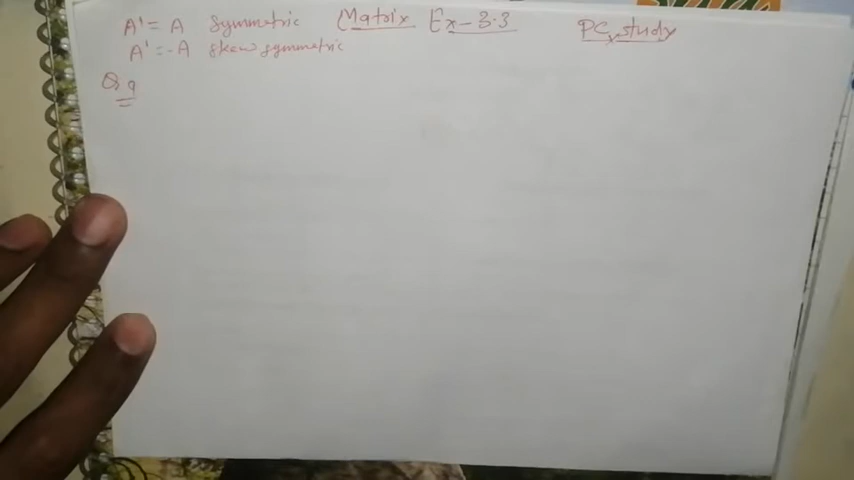 A' = A Symmetric Matrix Ex - 3.3 PC study
A' = -A skew symmetric
Q 9